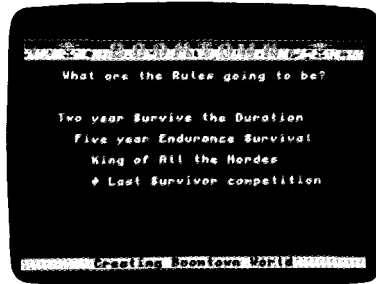 BOOMTOWN
What are the Rules going to be?
Two year Survive the Duration
Five year Endurance Survival
King of All the Hordes
Last Survivor competition
Creating Boomtown World